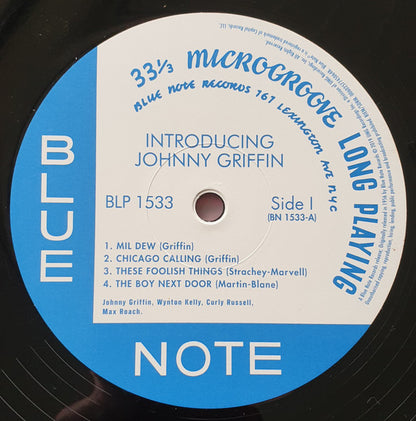 33⅓ MICROGROOVE LONG PLAYING
BLUE NOTE RECORDS 767 LEXINGTON AVE NYC
INTRODUCING
JOHNNY GRIFFIN
BLP 1533
Side I
(BN 1533-A)
1. MIL DEW (Griffin)
2. CHICAGO CALLING (Griffin)
3. THESE FOOLISH THINGS (Strachey-Marvell)
4. THE BOY NEXT DOOR (Martin-Blane)
Johnny Griffin, Wynton Kelly, Curly Russell,
Max Roach.
BLUE
NOTE